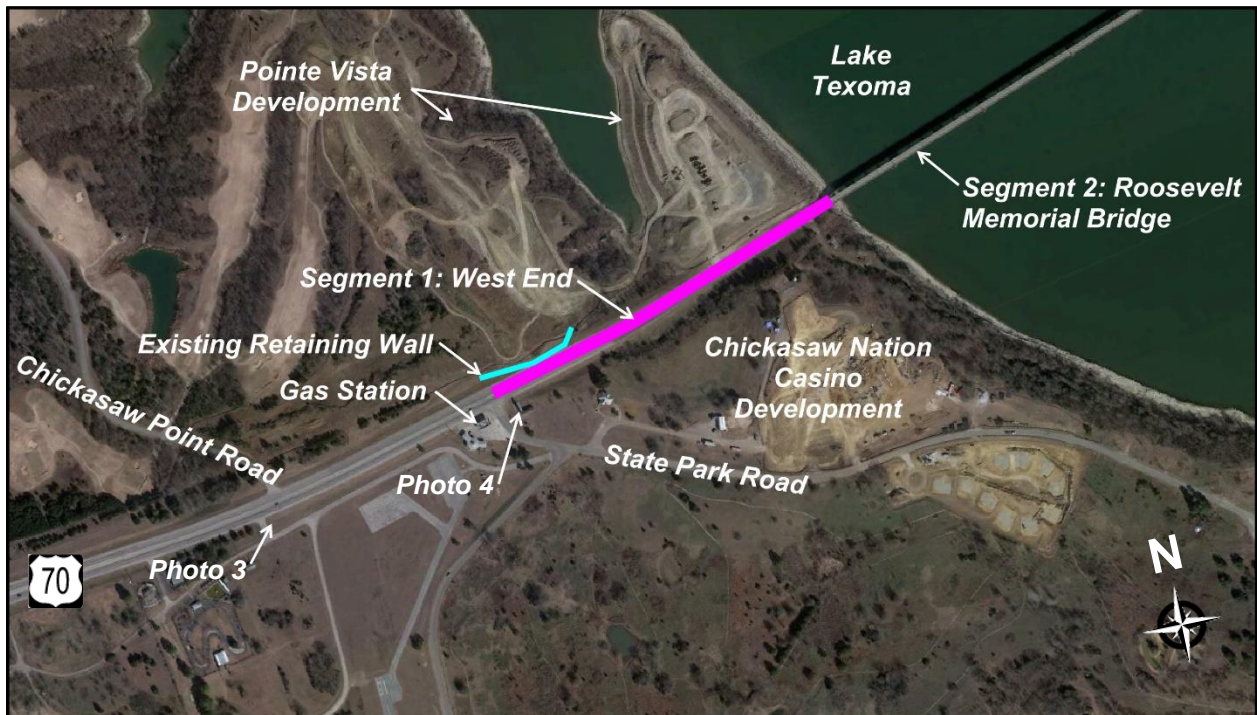 Pointe Vista
Development
Lake
Texoma
Segment 2: Roosevelt
Memorial Bridge
Segment 1: West End
Existing Retaining Wall
Gas Station
Chickasaw Nation
Casino
Development
Chickasaw Point Road
State Park Road
Photo 4
Photo 3
70
N